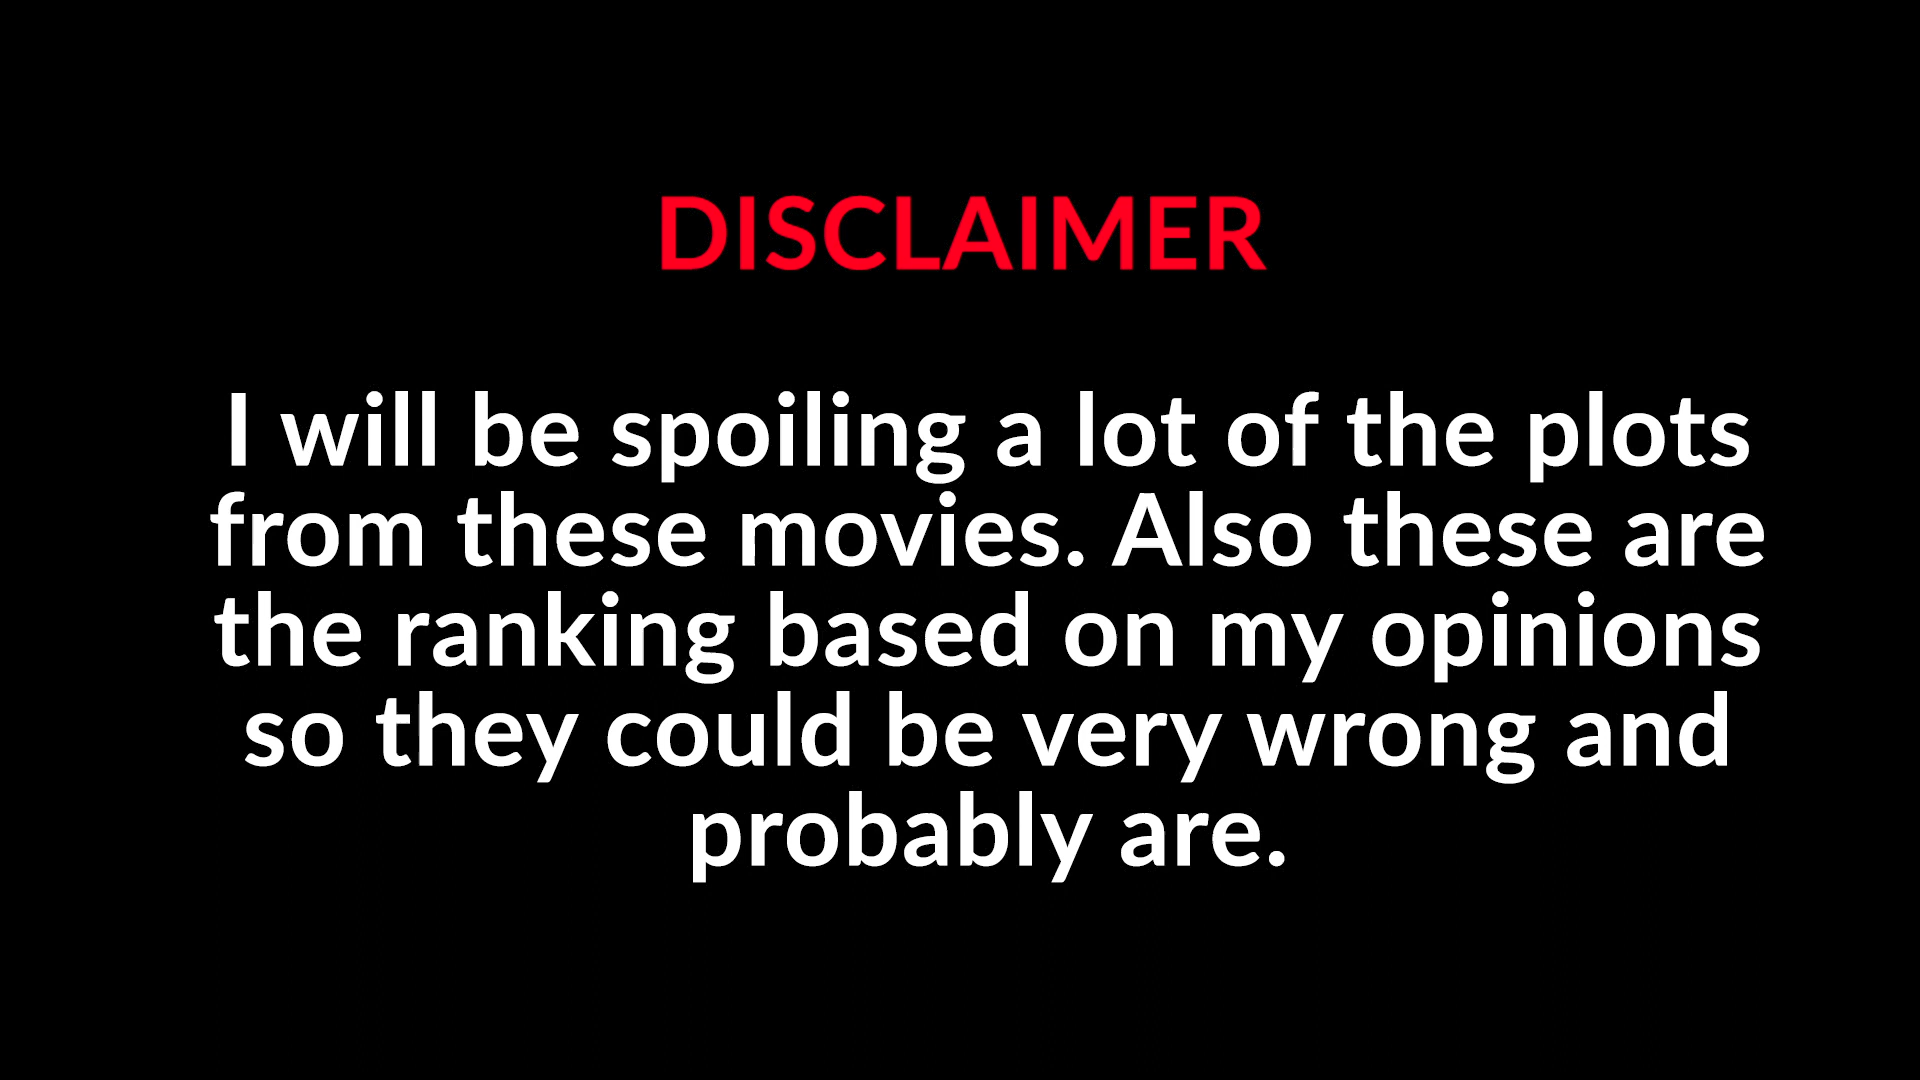 DISCLAIMER
I will be spoiling a lot of the plots
from these movies. Also these are
the ranking based on my opinions
so they could be very wrong and
probably are.